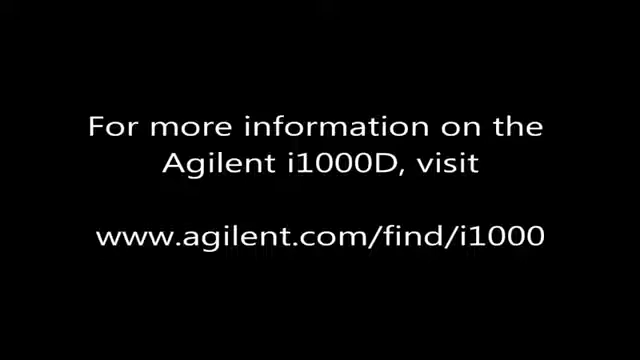 For more information on the
Agilent i1000D, visit
www.agilent.com/find/i1000